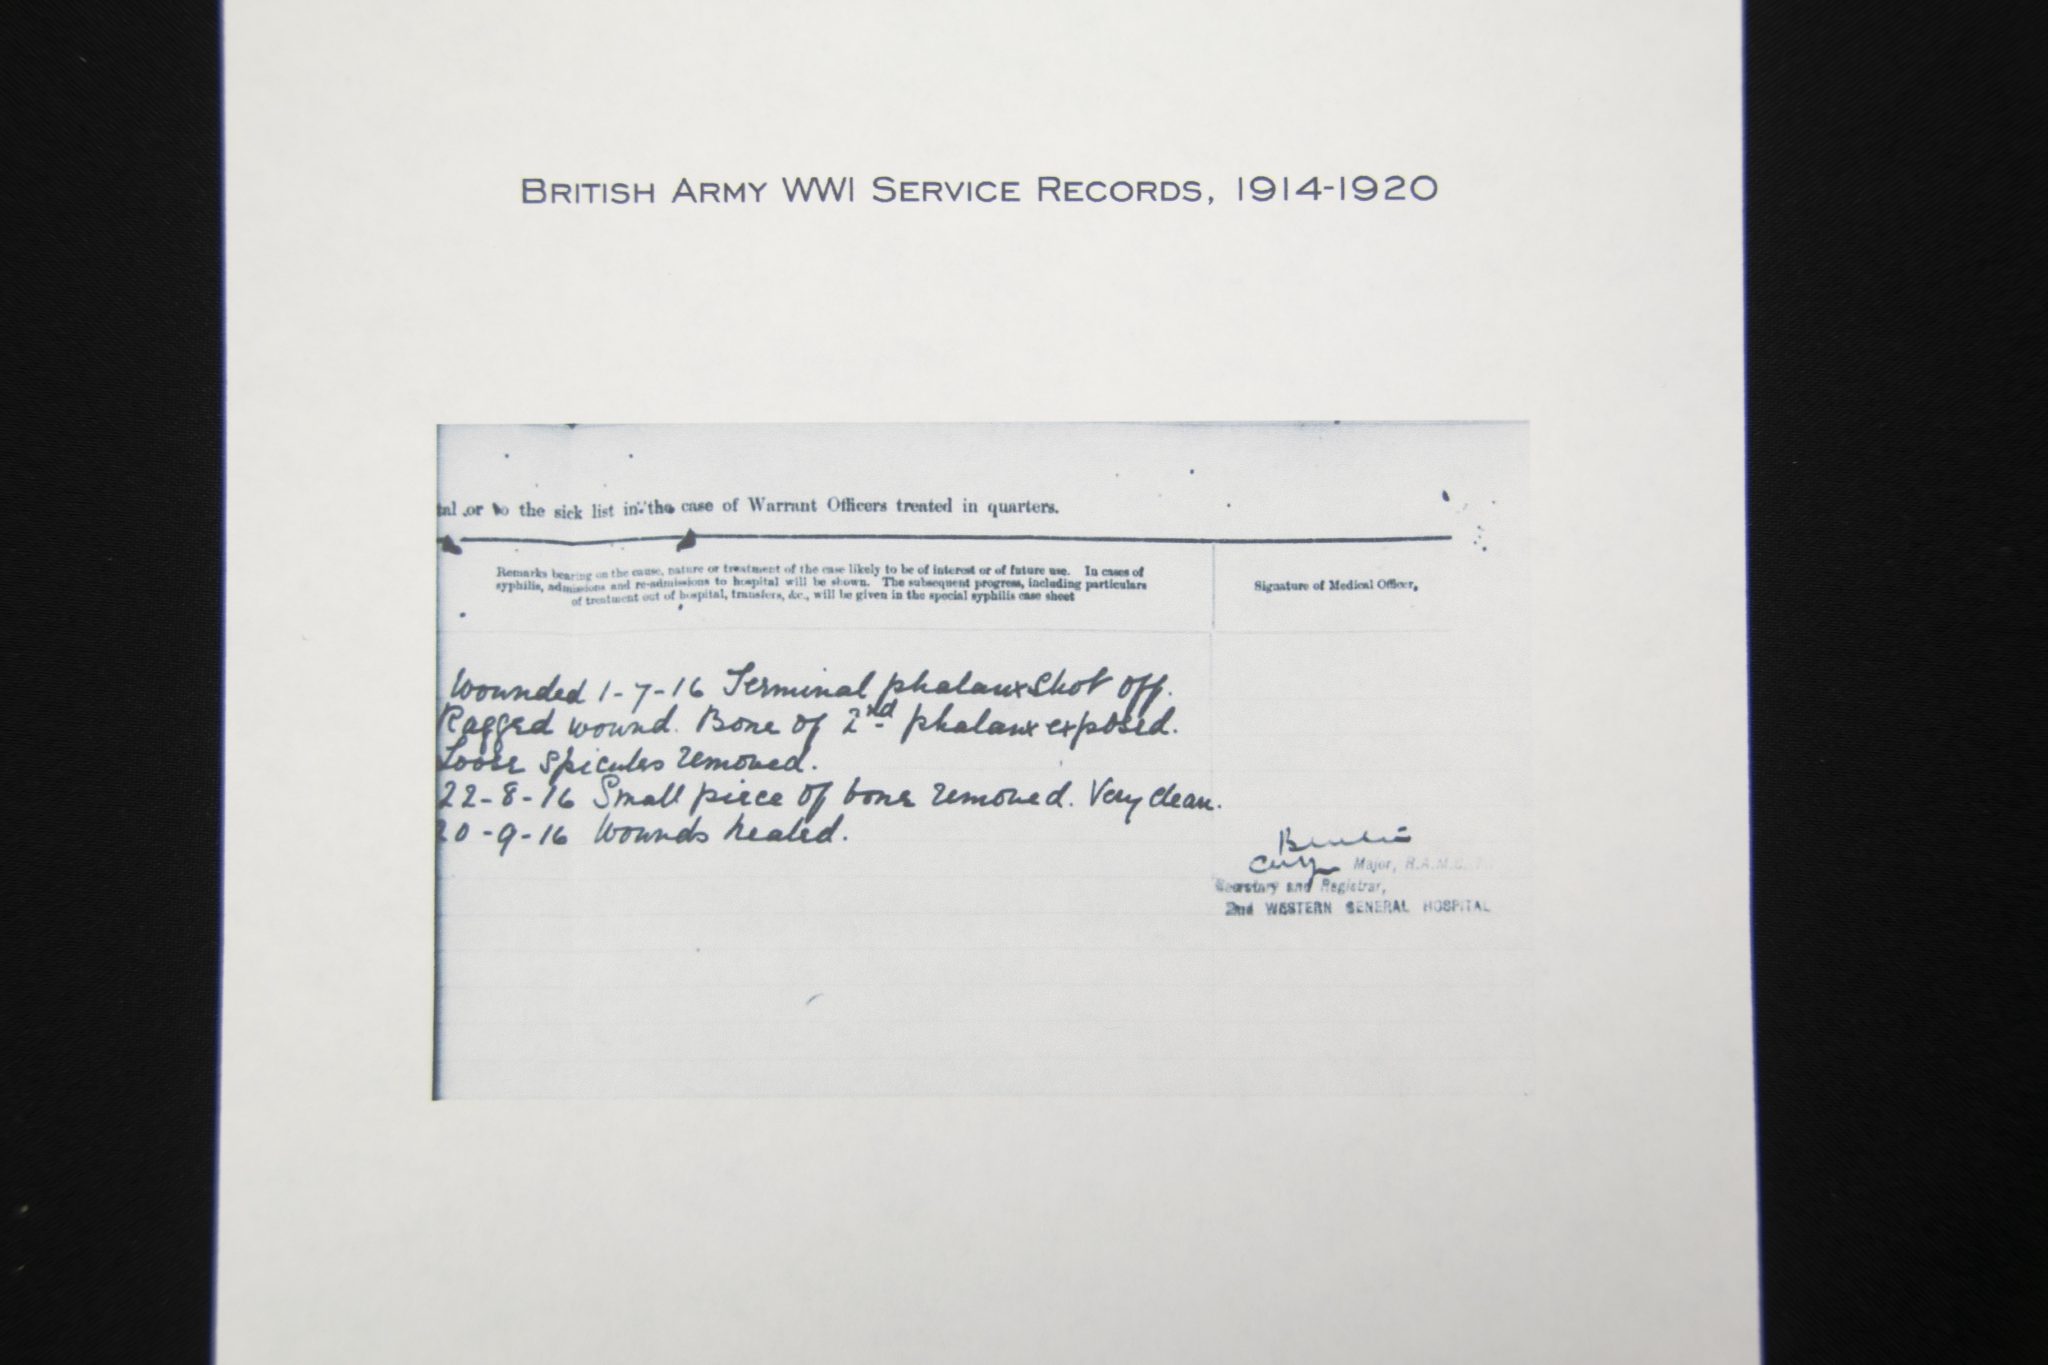 BRITISH ARMY WWI SERVICE RECORDS, 1914-1920
tal or to the sick list in the case of Warrant Officers treated in quarters.
Remarks bearing on the cause, nature or treatment of the case likely to be of interest or of future use. In cases of
syphilis, admissions and re-admissions to hospital will be shown. The subsequent progress, including particulars
of treatment out of hospital, transfers, &c., will be given in the special syphilis case sheet
Signature of Medical Officer,
Wounded 1-7-16 Terminal phalanx shot off.
Ragged wound. Bone of 2nd phalanx exposed.
Loose spicules removed.
22-8-16 Small piece of bone removed. Very clean.
20-9-16 Wounds healed.
Major, R.A.M.C.
Secretary and Registrar,
2nd WESTERN GENERAL HOSPITAL